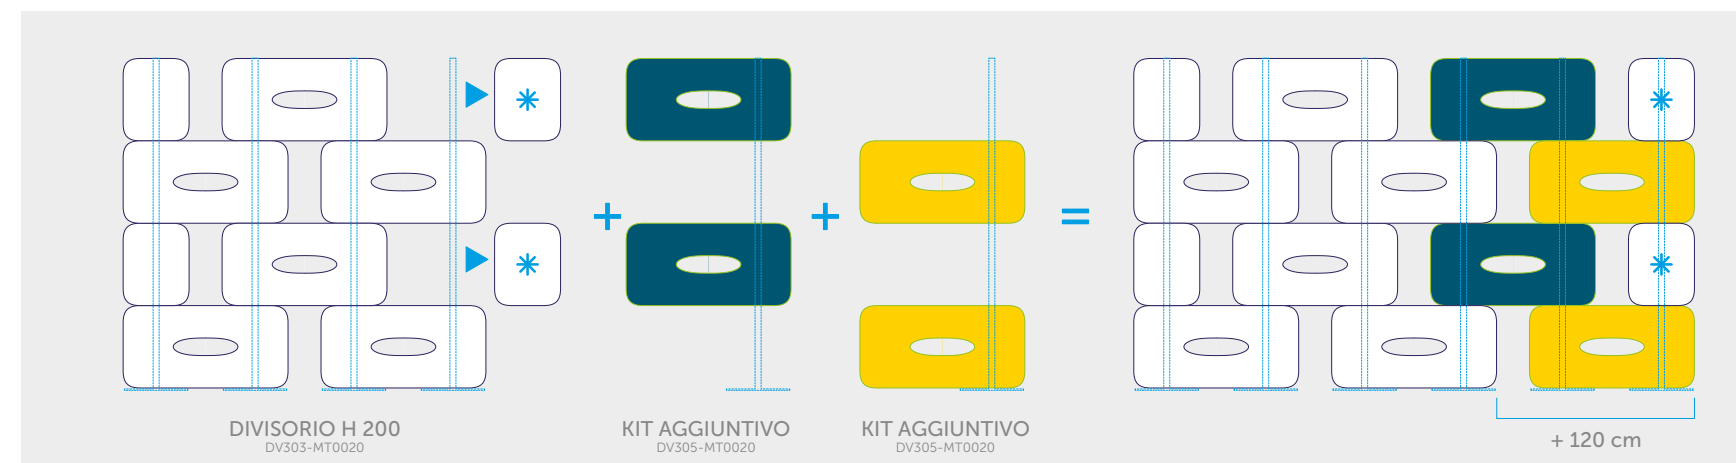 DIVISORIO H 200
DV303-MT0020
KIT AGGIUNTIVO
DV305-MT0020
KIT AGGIUNTIVO
DV305-MT0020
+ 120 cm